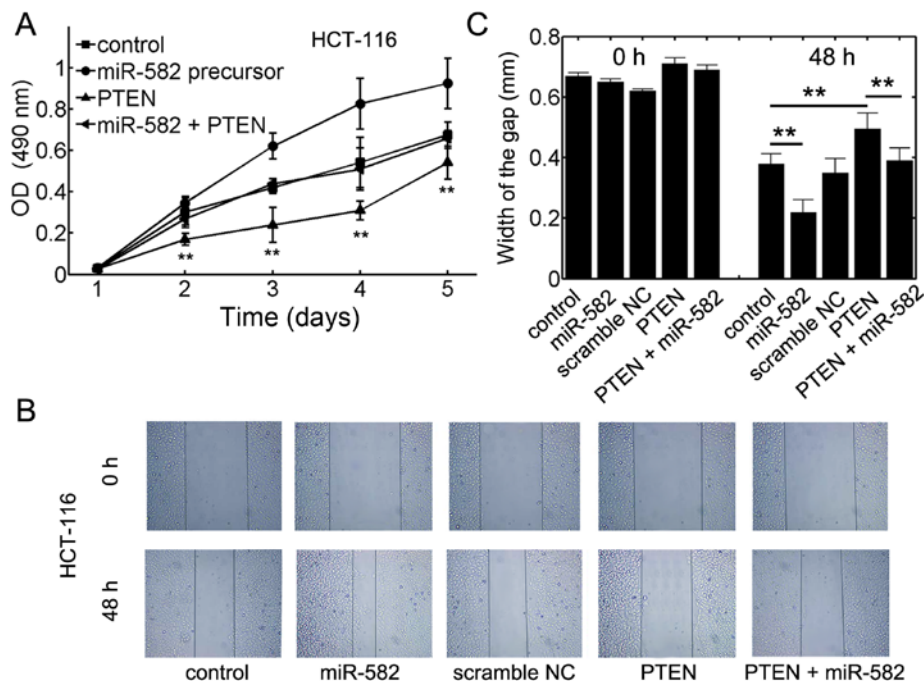 A
control
miR-582 precursor
PTEN
miR-582 + PTEN
HCT-116
OD (490 nm)
1
0.8
0.6
0.4
0.2
0
**
**
**
**
1 2 3 4 5
Time (days)
C
Width of the gap (mm)
0.8
0.6
0.4
0.2
0
0 h
48 h
**
**
**
control
miR-582
scramble NC
PTEN
PTEN + miR-582
control
miR-582
scramble NC
PTEN
PTEN + miR-582
B
HCT-116
0 h
48 h
control miR-582 scramble NC PTEN PTEN + miR-582